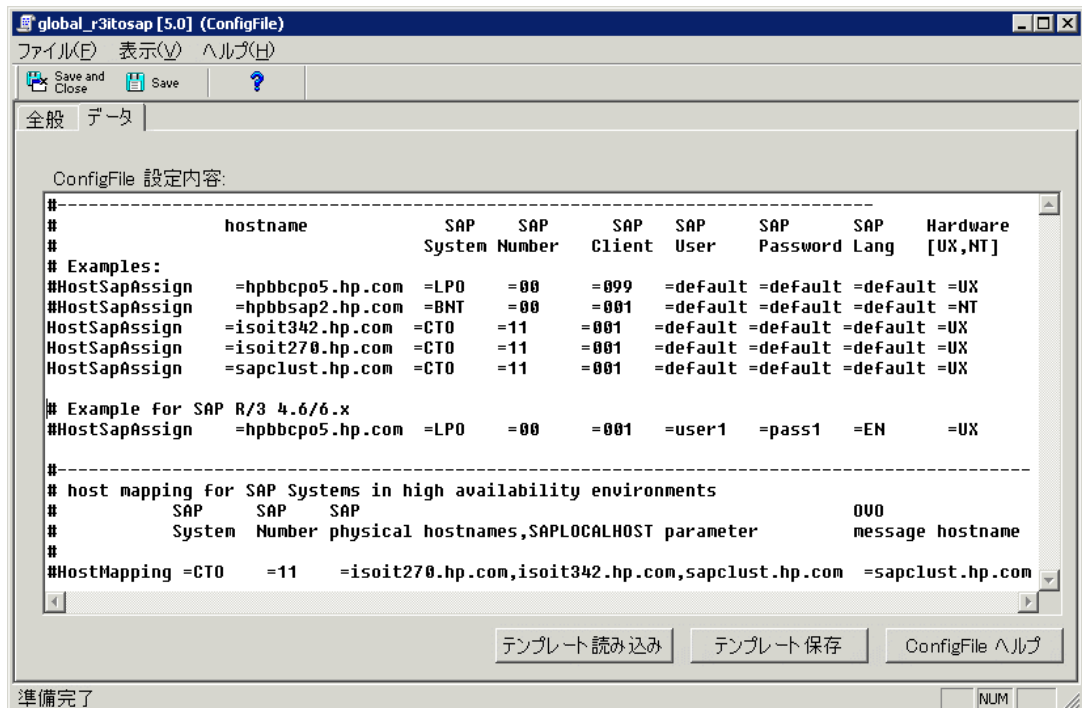 global_r3itosap [5.0] (ConfigFile)
ファイル(F) 表示(V) ヘルプ(H)
Save and Close Save ?
全般 データ
ConfigFile 設定内容:
#-------------------------------------------------------------------------------
# hostname SAP SAP SAP SAP SAP SAP Hardware
# System Number Client User Password Lang [UX,NT]
# Examples:
#HostSapAssign =hpbbcpo5.hp.com =LPO =00 =099 =default =default =default =UX
#HostSapAssign =hpbbsap2.hp.com =BNT =00 =001 =default =default =default =NT
HostSapAssign =isoit342.hp.com =CTO =11 =001 =default =default =default =UX
HostSapAssign =isoit270.hp.com =CTO =11 =001 =default =default =default =UX
HostSapAssign =sapclust.hp.com =CTO =11 =001 =default =default =default =UX
# Example for SAP R/3 4.6/6.x
#HostSapAssign =hpbbcpo5.hp.com =LPO =00 =001 =user1 =pass1 =EN =UX
#----------------------------------------------------------------------------------------------
# host mapping for SAP Systems in high availability environments
# SAP SAP SAP OVO
# System Number physical hostnames,SAPLOCALHOST parameter message hostname
#
#HostMapping =CTO =11 =isoit270.hp.com,isoit342.hp.com,sapclust.hp.com =sapclust.hp.com
テンプレート読み込み テンプレート保存 ConfigFile ヘルプ
準備完了 NUM